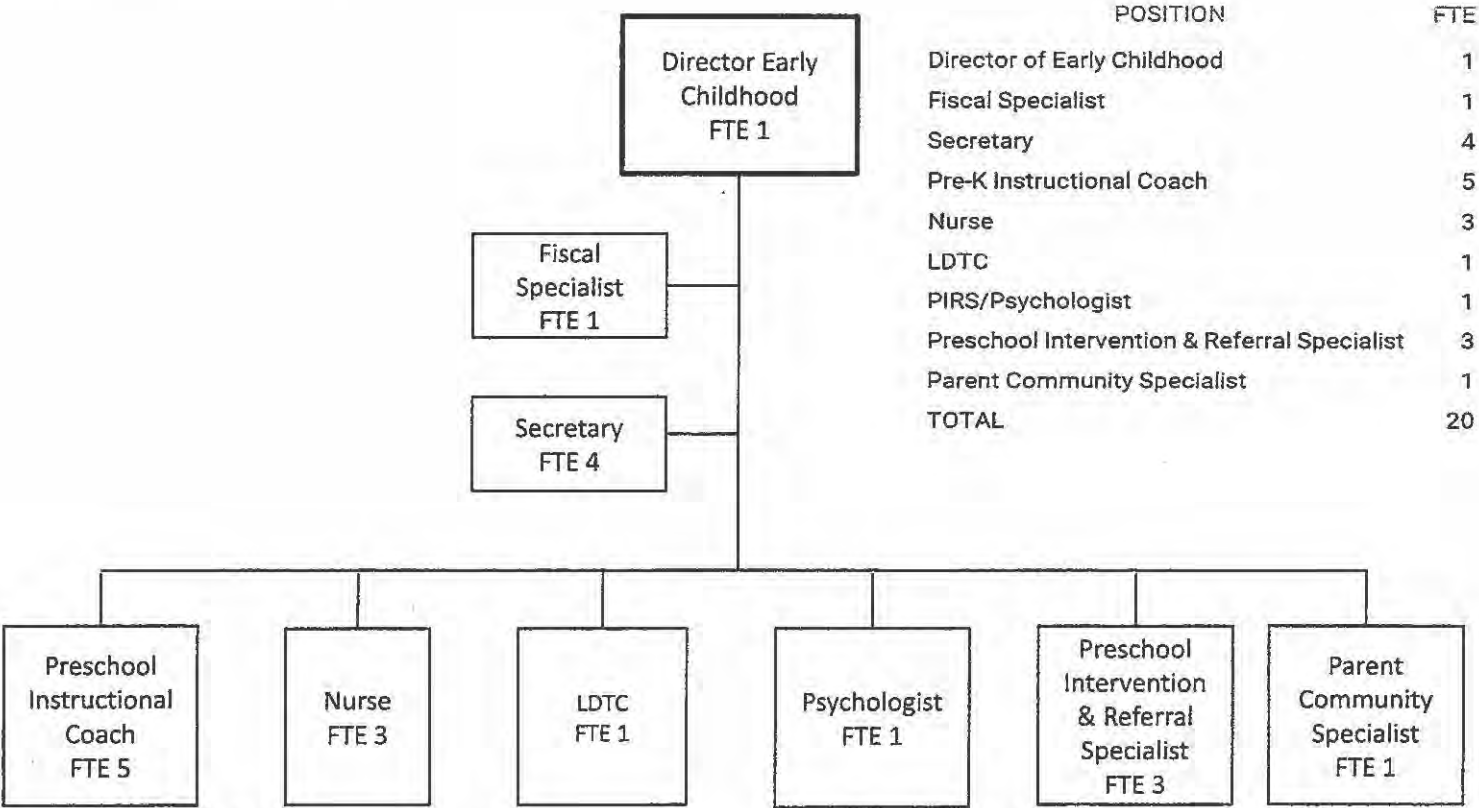 Director Early
Childhood
FTE 1
POSITION FTE
Director of Early Childhood 1
Fiscal Specialist 1
Secretary 4
Pre-K Instructional Coach 5
Nurse 3
LDTC 1
PIRS/Psychologist 1
Preschool Intervention & Referral Specialist 3
Parent Community Specialist 1
TOTAL 20
Fiscal
Specialist
FTE 1
Secretary
FTE 4
Preschool
Instructional
Coach
FTE 5
Nurse
FTE 3
LDTC
FTE 1
Psychologist
FTE 1
Preschool
Intervention
& Referral
Specialist
FTE 3
Parent
Community
Specialist
FTE 1